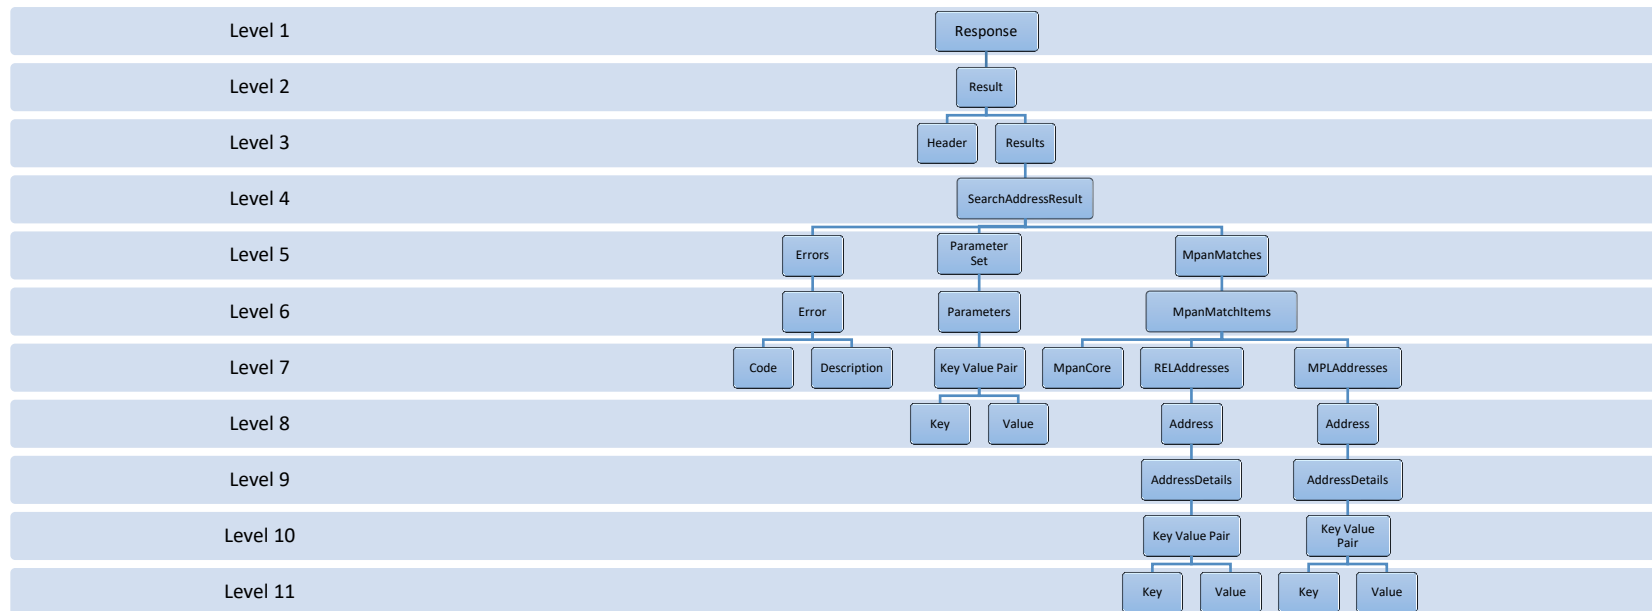 Level 1
Response
Level 2
Result
Level 3
Header
Results
Level 4
SearchAddressResult
Level 5
Errors
Parameter
Set
MpanMatches
Level 6
Error
Parameters
MpanMatchItems
Level 7
Code
Description
Key Value Pair
MpanCore
RELAddresses
MPLAddresses
Level 8
Key
Value
Address
Address
Level 9
AddressDetails
AddressDetails
Level 10
Key Value Pair
Key Value
Pair
Level 11
Key
Value
Key
Value